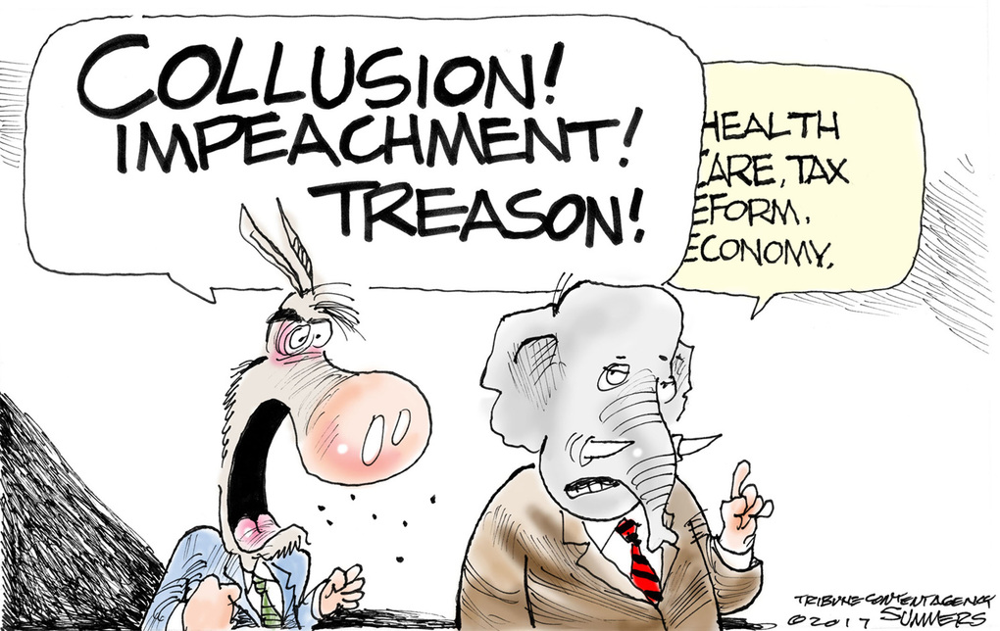 COLLUSION!
IMPEACHMENT!
TREASON!
HEALTH
CARE, TAX
EFORM,
ECONOMY,
TRIBUNE CONTENT AGENCY
©2017 SUMMERS